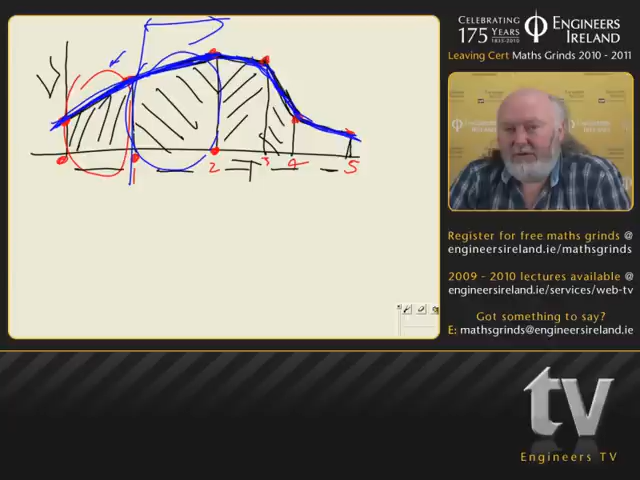 CELEBRATING
175 YEARS
1835-2010
ENGINEERS
IRELAND
Leaving Cert Maths Grinds 2010 - 2011
V
1 2 3 4 5
T
Register for free maths grinds @
engineersireland.ie/mathsgrinds
2009 - 2010 lectures available @
engineersireland.ie/services/web-tv
Got something to say?
E: mathsgrinds@engineersireland.ie
tv
Engineers TV